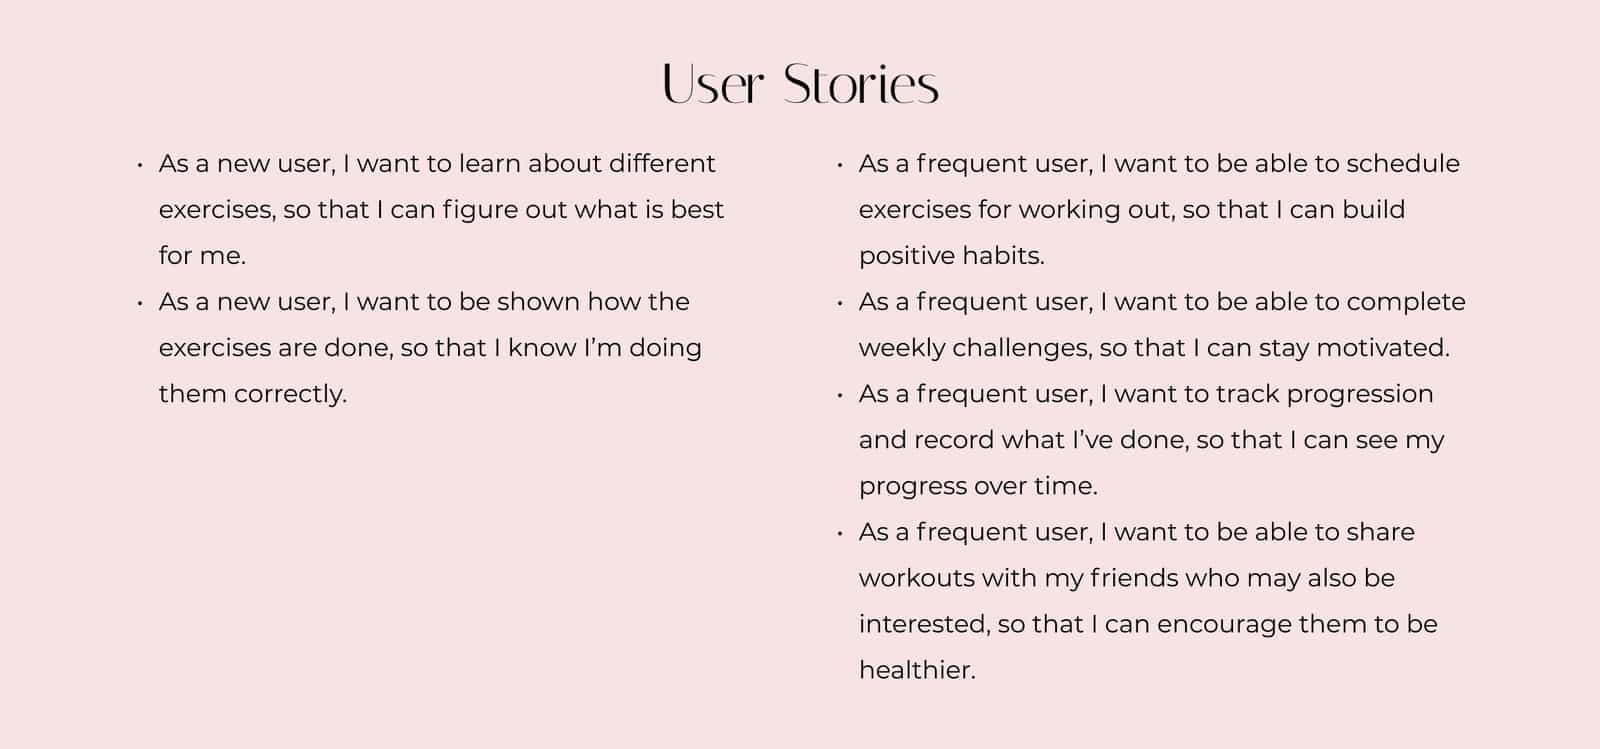 User Stories
• As a new user, I want to learn about different
exercises, so that I can figure out what is best
for me.
• As a new user, I want to be shown how the
exercises are done, so that I know I’m doing
them correctly.
• As a frequent user, I want to be able to schedule
exercises for working out, so that I can build
positive habits.
• As a frequent user, I want to be able to complete
weekly challenges, so that I can stay motivated.
• As a frequent user, I want to track progression
and record what I’ve done, so that I can see my
progress over time.
• As a frequent user, I want to be able to share
workouts with my friends who may also be
interested, so that I can encourage them to be
healthier.